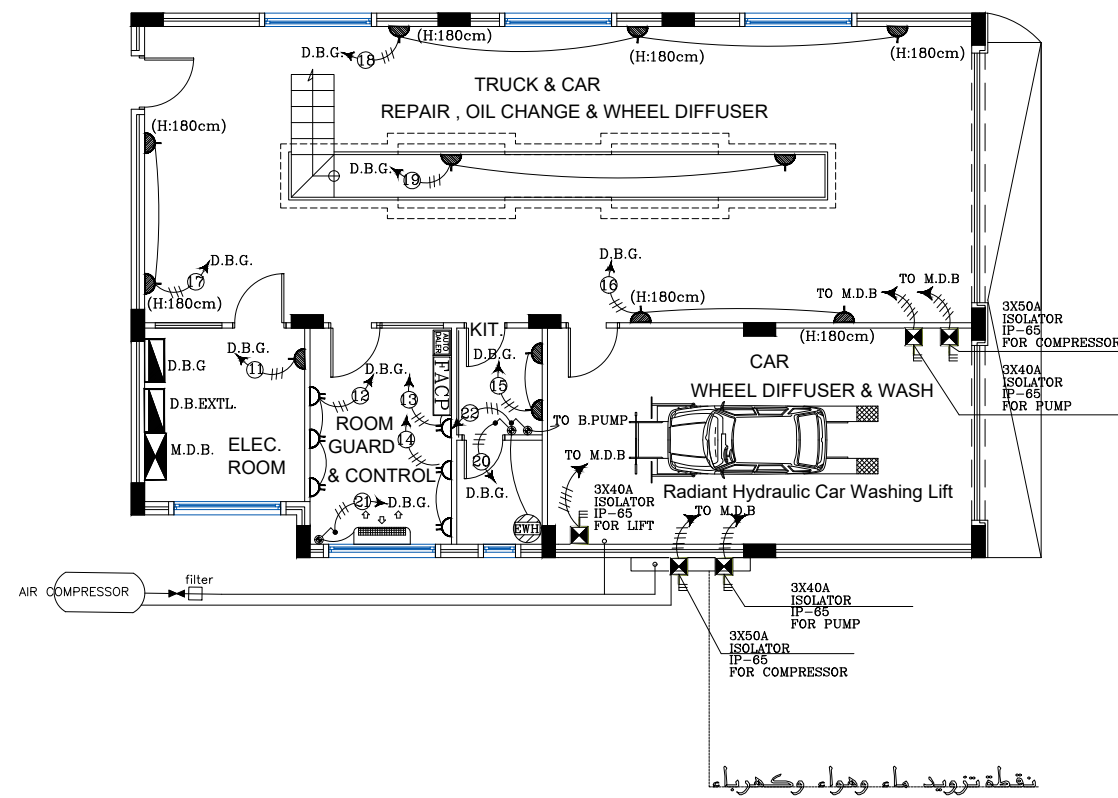 (H:180cm)
D.B.G.
18
(H:180cm)
(H:180cm)
TRUCK & CAR
REPAIR , OIL CHANGE & WHEEL DIFFUSER
(H:180cm)
D.B.G.
19
D.B.G.
17
(H:180cm)
D.B.G.
16
(H:180cm)
(H:180cm)
TO M.D.B
TO M.D.B
3X50A
ISOLATOR
IP-65
FOR COMPRESSOR
3X40A
ISOLATOR
IP-65
FOR PUMP
D.B.G
D.B.EXTL.
M.D.B.
D.B.G.
11
ELEC.
ROOM
D.B.G.
12
13
14
ROOM
GUARD
& CONTROL
AUTO
DALER
FACP
KIT.
D.B.G.
15
22
20
D.B.G.
TO B.PUMP
21
D.B.G.
EWH
CAR
WHEEL DIFFUSER & WASH
TO M.D.B
3X40A
ISOLATOR
IP-65
FOR LIFT
Radiant Hydraulic Car Washing Lift
TO M.D.B
AIR COMPRESSOR
filter
3X40A
ISOLATOR
IP-65
FOR PUMP
3X50A
ISOLATOR
IP-65
FOR COMPRESSOR
نقطة تزويد ماء وهواء وكهرباء